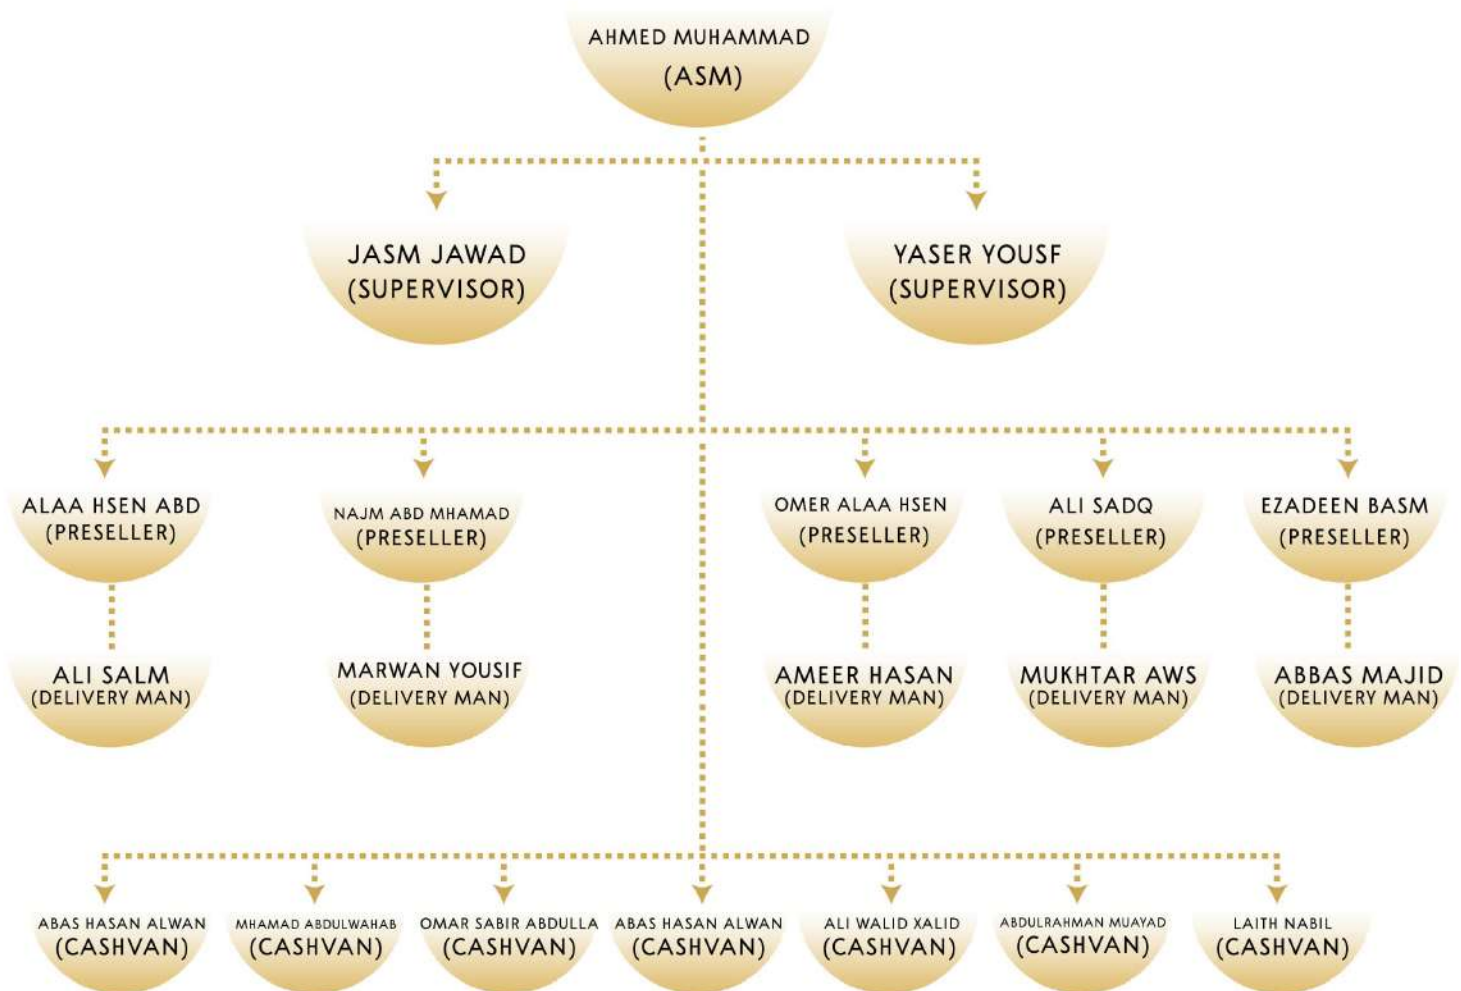 AHMED MUHAMMAD
(ASM)
JASM JAWAD
(SUPERVISOR)
YASER YOUSF
(SUPERVISOR)
ALAA HSEN ABD
(PRESELLER)
NAJM ABD MHAMAD
(PRESELLER)
OMER ALAA HSEN
(PRESELLER)
ALI SADQ
(PRESELLER)
EZADEEN BASM
(PRESELLER)
ALI SALM
(DELIVERY MAN)
MARWAN YOUSIF
(DELIVERY MAN)
AMEER HASAN
(DELIVERY MAN)
MUKHTAR AWS
(DELIVERY MAN)
ABBAS MAJID
(DELIVERY MAN)
ABAS HASAN ALWAN
(CASHVAN)
MHAMAD ABDULWAHAB
(CASHVAN)
OMAR SABIR ABDULLA
(CASHVAN)
ABAS HASAN ALWAN
(CASHVAN)
ALI WALID XALID
(CASHVAN)
ABDULRAHMAN MUAYAD
(CASHVAN)
LAITH NABIL
(CASHVAN)